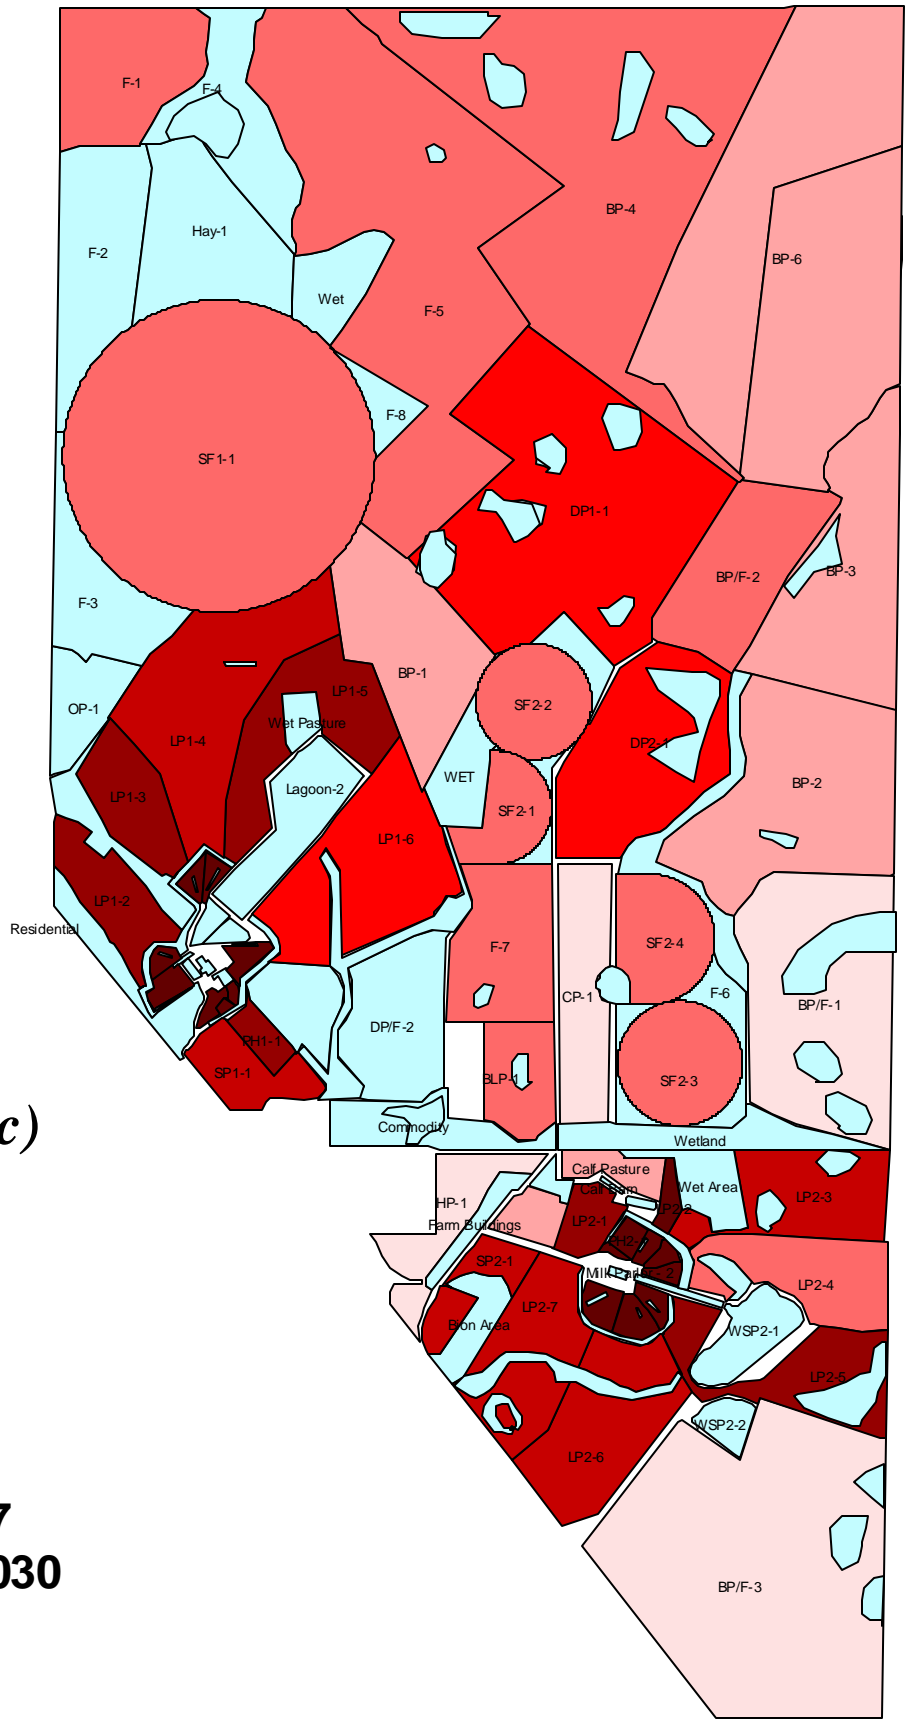 F-1
F-4
BP-4
Hay-1
F-2
BP-6
Wet
F-5
F-8
SF1-1
DP1-1
BP/F-2
BP-3
F-3
BP-1
LP1-5
OP-1
SF2-2
Wet Pasture
LP1-4
DP2-1
WET
BP-2
Lagoon-2
LP1-3
SF2-1
LP1-6
LP1-2
Residential
F-7
SF2-4
F-6
CP-1
BP/F-1
DP/F-2
PH1-1
SP1-1
BLP-1
SF2-3
c)
Commodity
Wetland
Calf Pasture
Calf Barn
Wet Area
LP2-3
HP-1
LP2-2
Farm Buildings
LP2-1
SP2-1
Milk Parlor - 2
LP2-4
LP2-7
Bion Area
WSP2-1
LP2-5
WSP2-2
LP2-6
7
030
BP/F-3